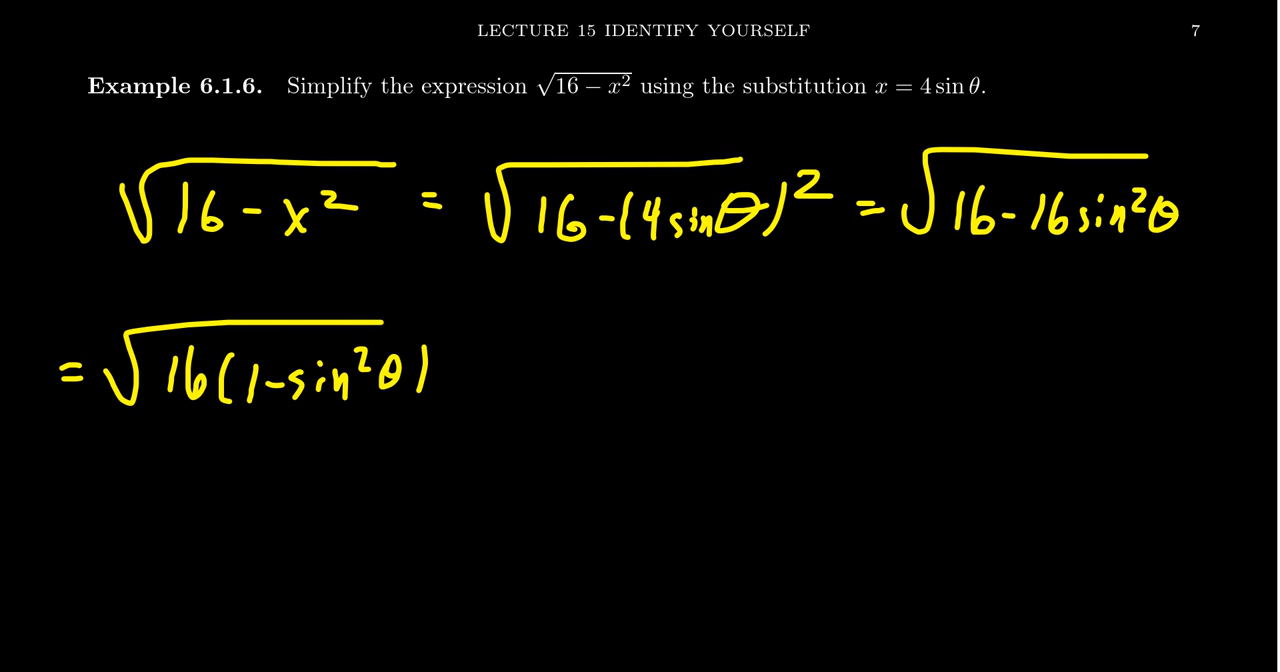 LECTURE 15 IDENTIFY YOURSELF 7
Example 6.1.6. Simplify the expression √(16 − x²) using the substitution x = 4 sin θ.
√(16 - x²) = √(16-(4sinθ)²) = √(16-16sin²θ)
= √(16(1-sin²θ))